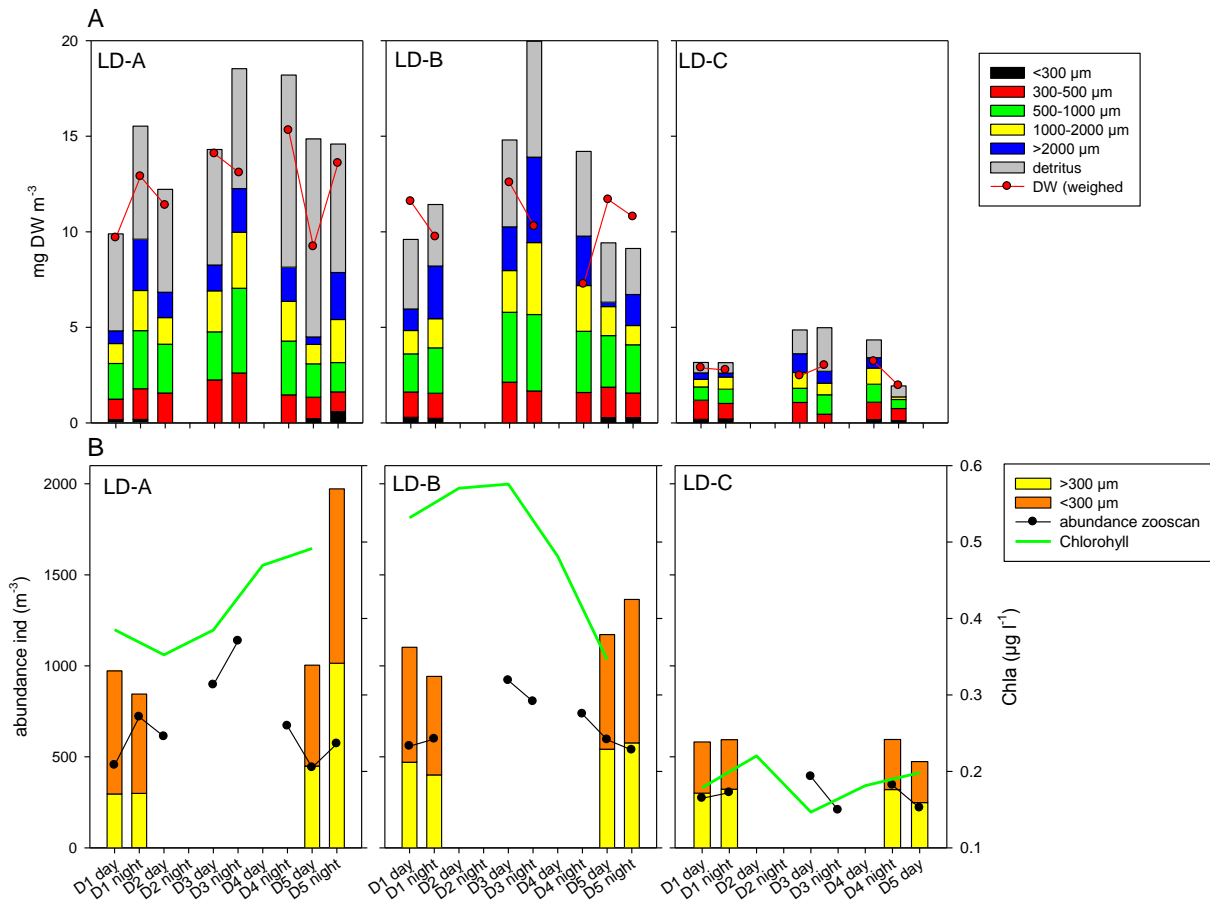 A
LD-A
LD-B
LD-C
20
15
10
5
0
mg DW m-3
<300 µm
300-500 µm
500-1000 µm
1000-2000 µm
>2000 µm
detritus
DW (weighed
B
LD-A
LD-B
LD-C
2000
1500
1000
500
0
abundance ind (m-3)
0.6
0.5
0.4
0.3
0.2
0.1
Chla (µg l-1)
>300 µm
<300 µm
abundance zooscan
Chlorohyll
D1 day
D1 night
D2 day
D2 night
D3 day
D3 night
D4 day
D4 night
D5 day
D5 night
D1 day
D1 night
D2 day
D2 night
D3 day
D3 night
D4 day
D4 night
D5 day
D5 night
D1 day
D1 night
D2 day
D2 night
D3 day
D3 night
D4 day
D4 night
D5 day